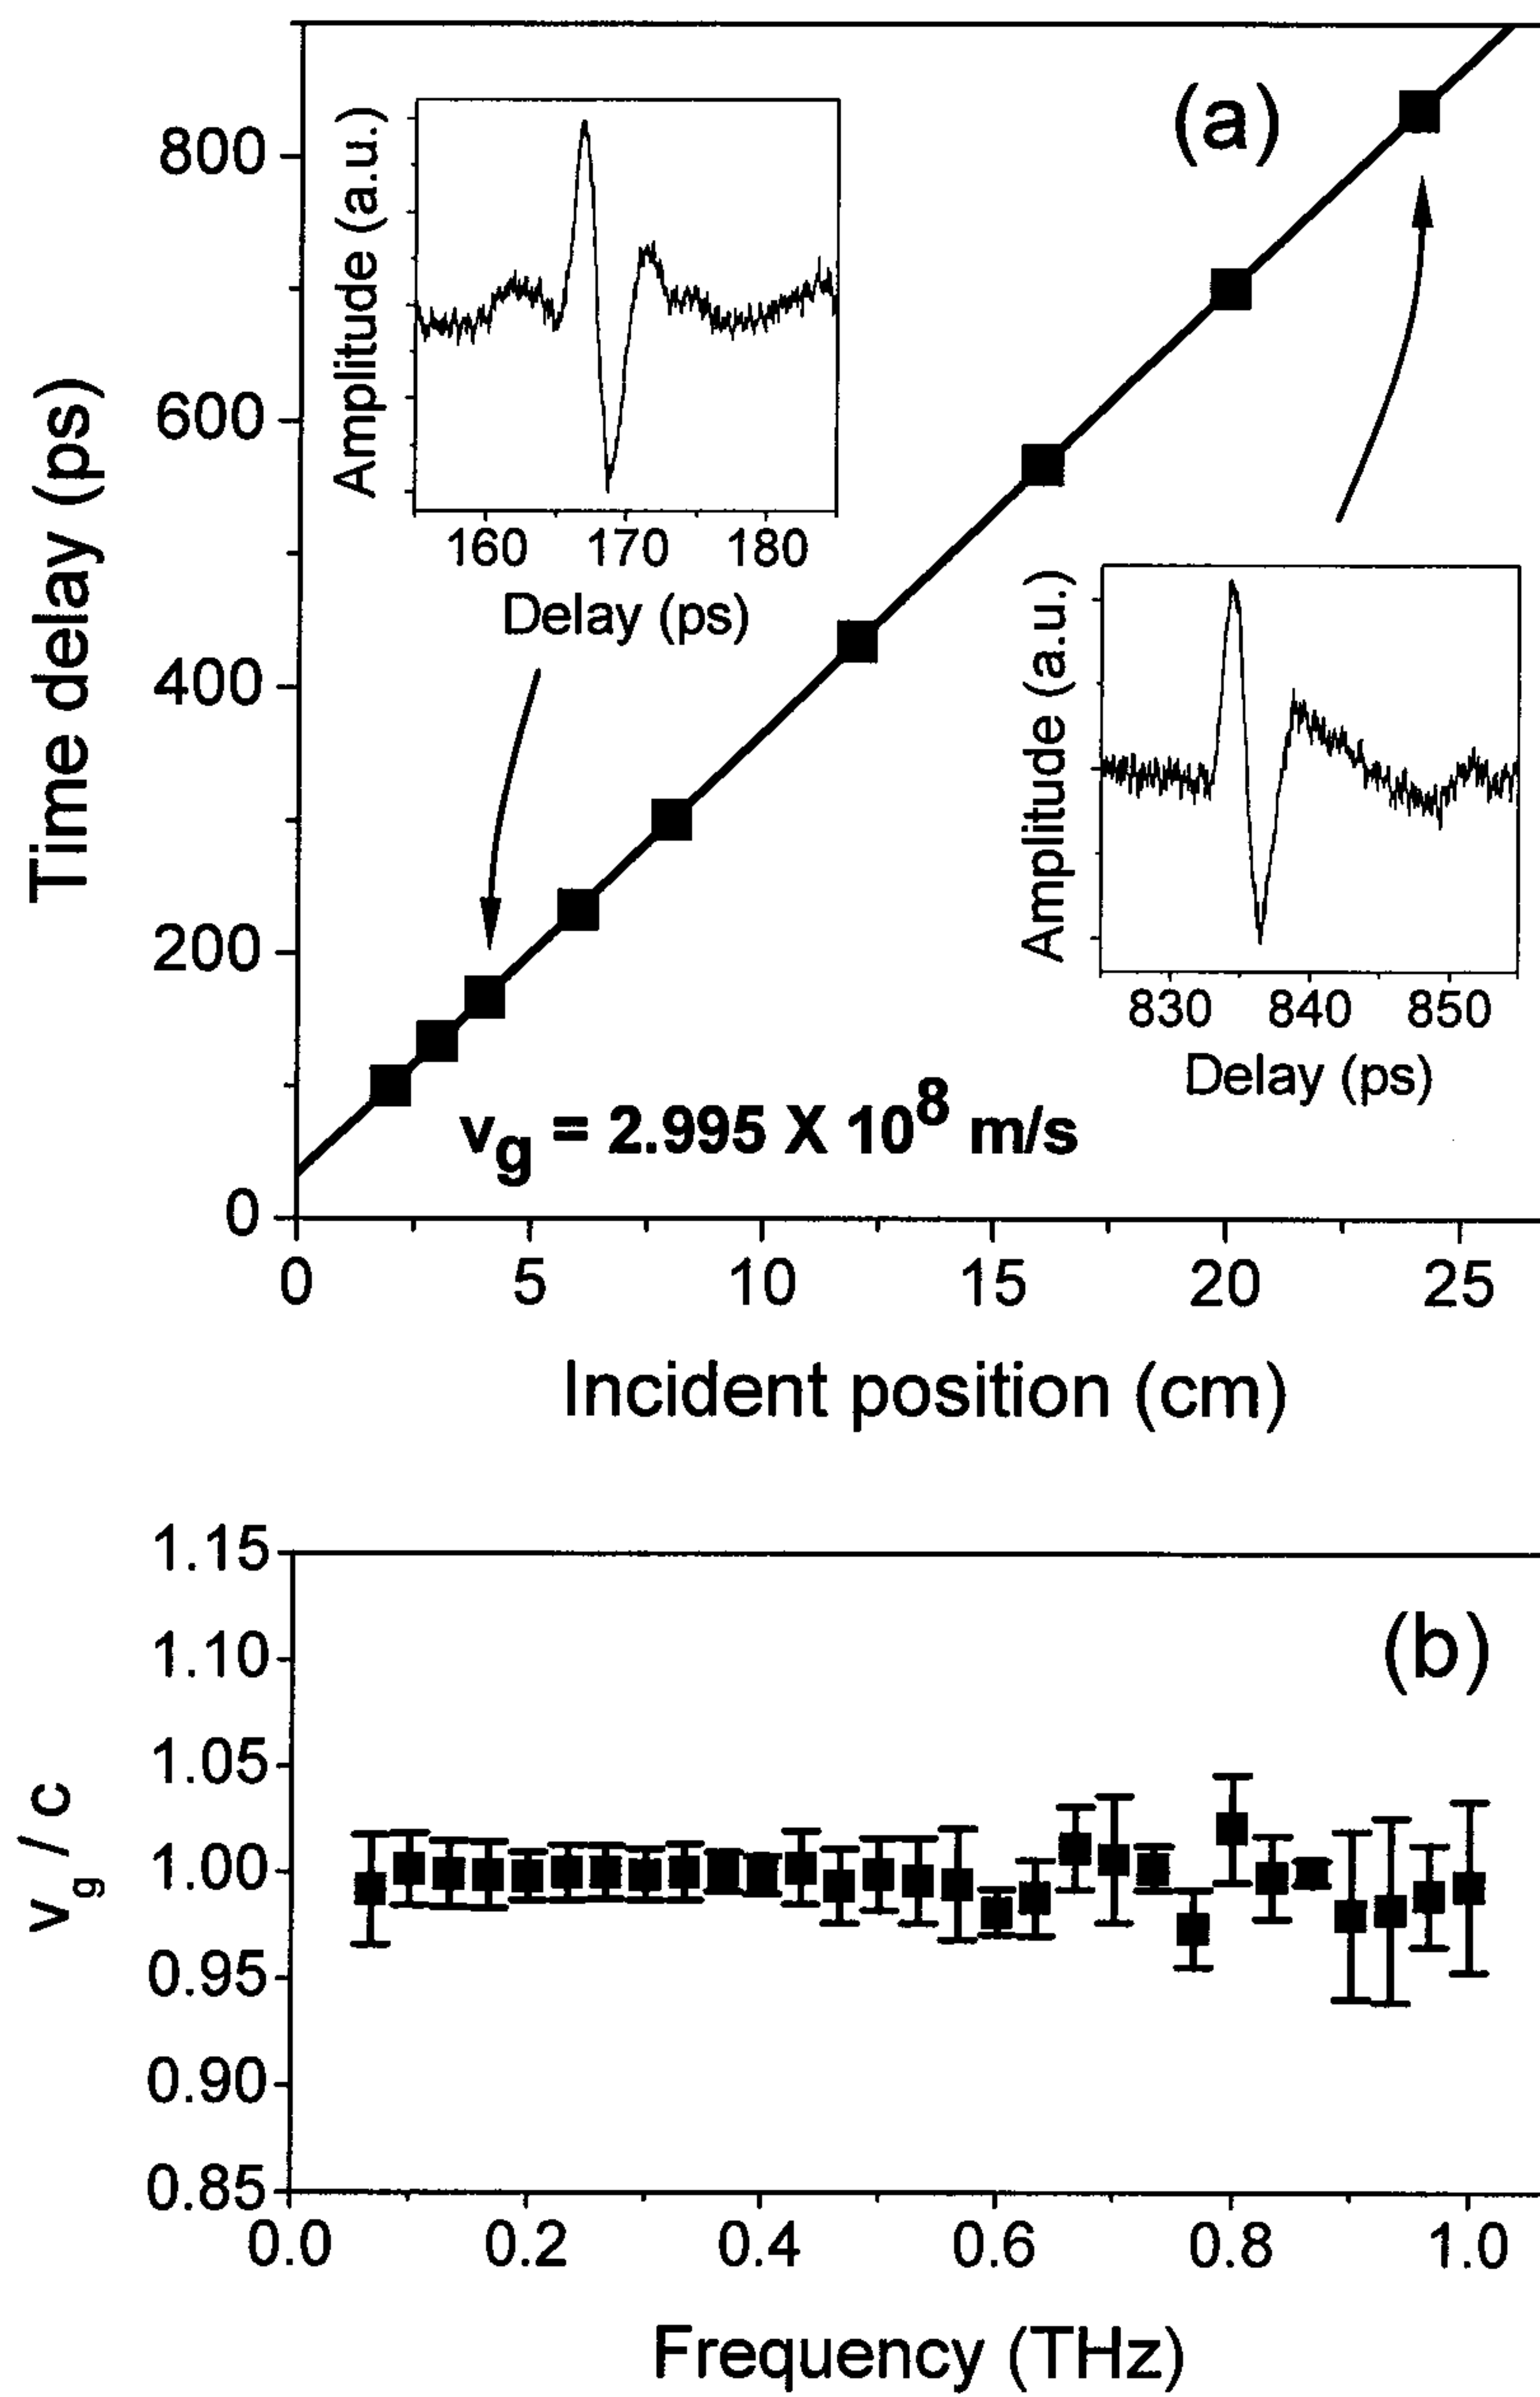 (a)
Time delay (ps)
800
600
400
200
0
Amplitude (a.u.)
160 170 180
Delay (ps)
Amplitude (a.u.)
830 840 850
Delay (ps)
vg = 2.995 X 10⁸ m/s
0 5 10 15 20 25
Incident position (cm)
(b)
vg / c
1.15
1.10
1.05
1.00
0.95
0.90
0.85
0.0 0.2 0.4 0.6 0.8 1.0
Frequency (THz)